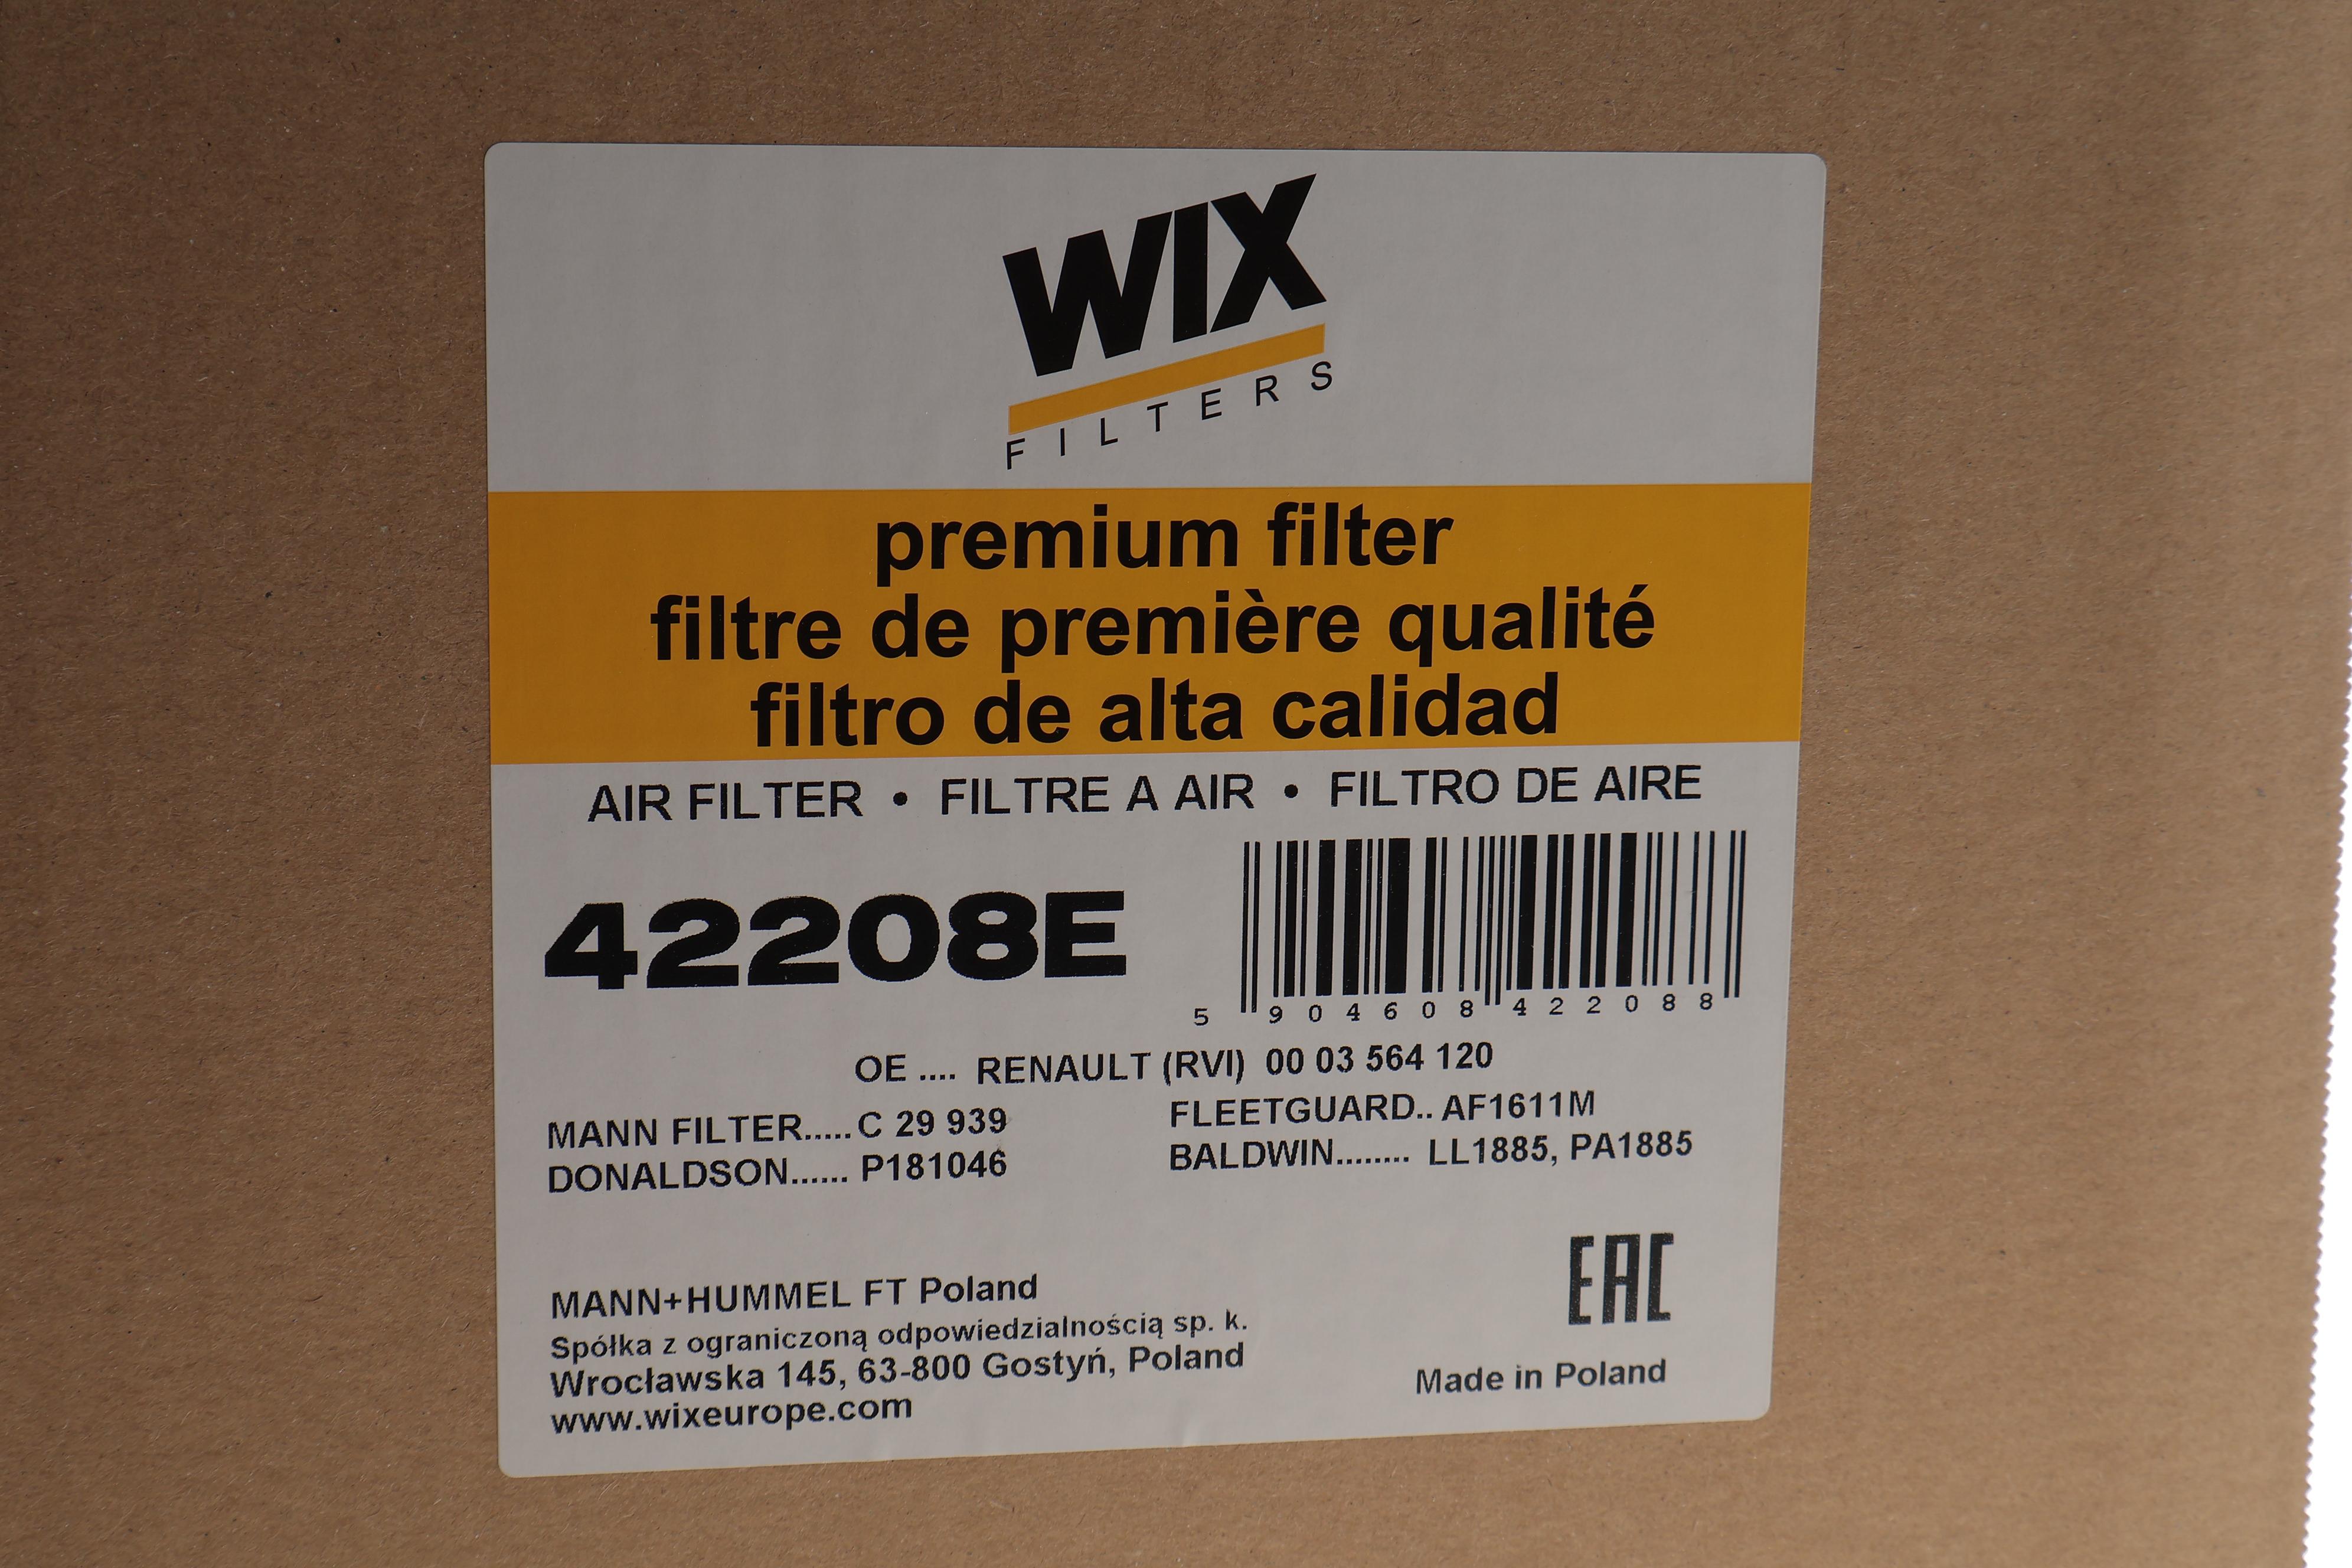 WIX
FILTERS
premium filter
filtre de première qualité
filtro de alta calidad
AIR FILTER • FILTRE A AIR • FILTRO DE AIRE
42208E
5 904608 422088
OE .... RENAULT (RVI) 00 03 564 120
MANN FILTER.....C 29 939
FLEETGUARD.. AF1611M
DONALDSON...... P181046
BALDWIN........ LL1885, PA1885
EAC
MANN+HUMMEL FT Poland
Spółka z ograniczoną odpowiedzialnością sp. k.
Wrocławska 145, 63-800 Gostyń, Poland
www.wixeurope.com
Made in Poland